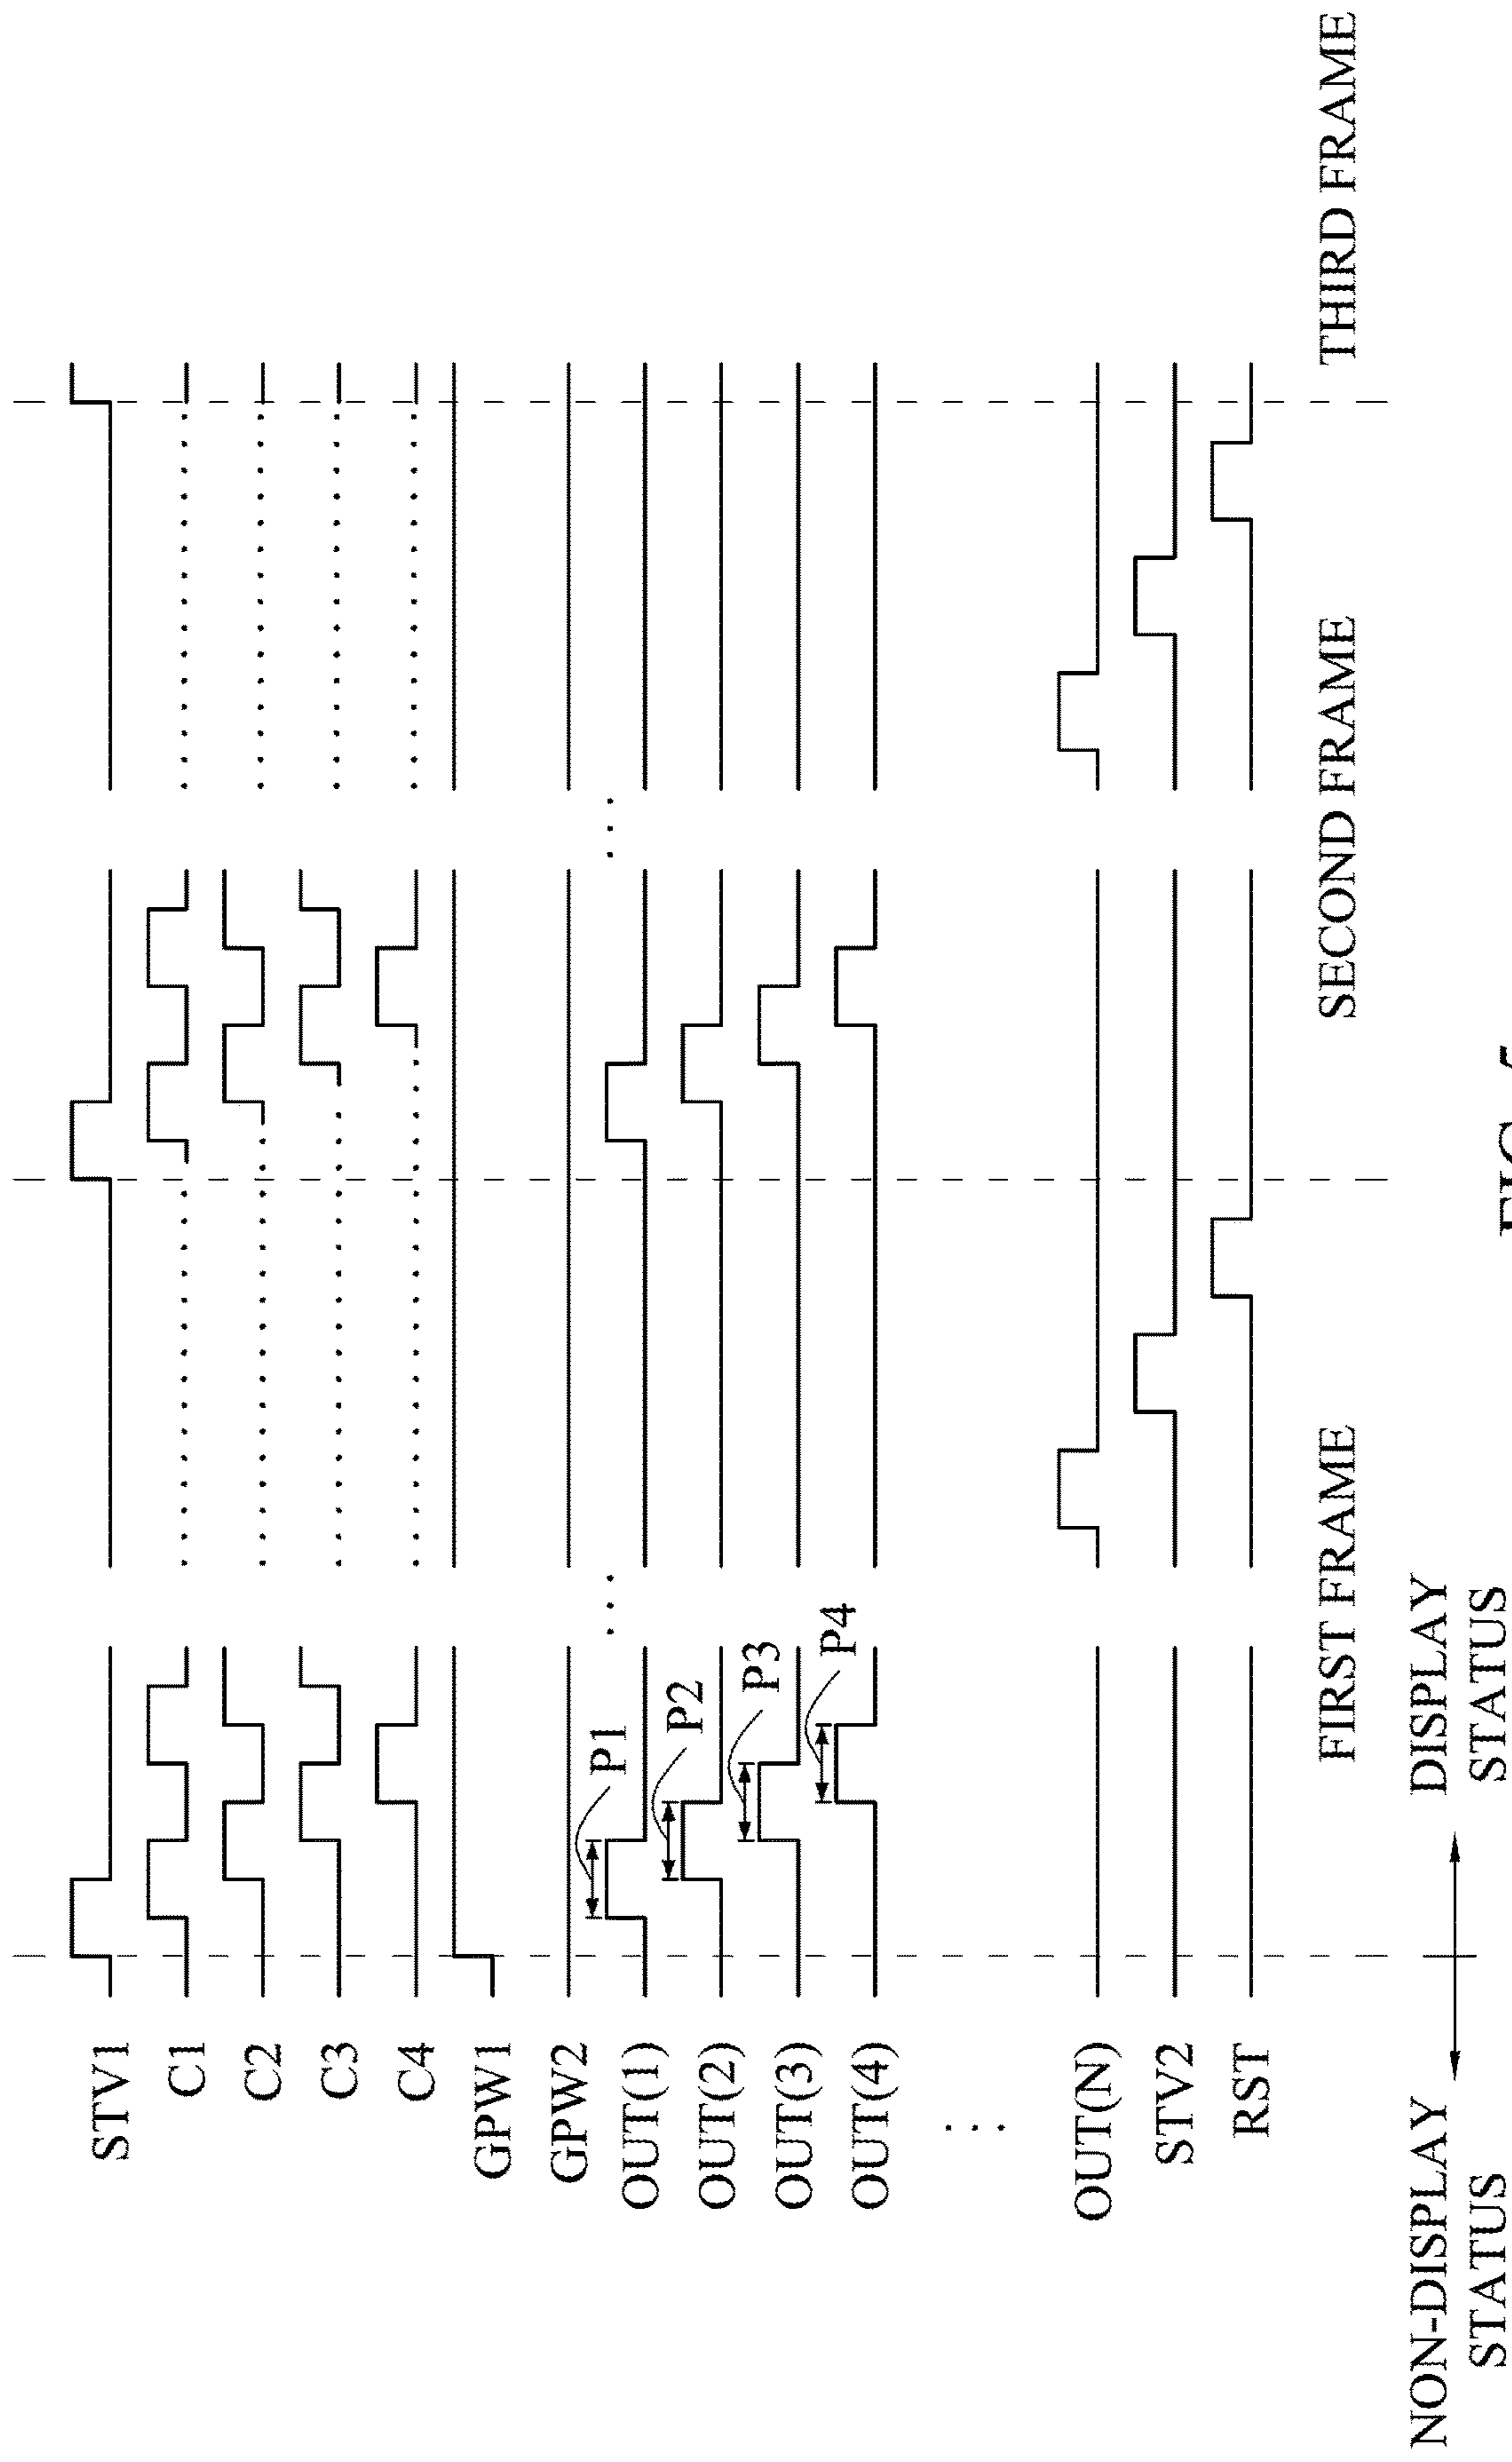 STV1
C1
C2
C3
C4
GPW1
GPW2
OUT(1)
P1
OUT(2)
P2
OUT(3)
P3
OUT(4)
P4
OUT(N)
STV2
RST
FIRST FRAME
SECOND FRAME
THIRD FRAME
NON-DISPLAY
STATUS
DISPLAY
STATUS